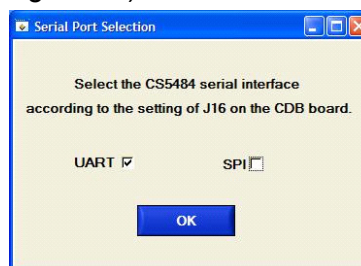 Serial Port Selection
Select the CS5484 serial interface
according to the setting of J16 on the CDB board.
UART SPI
OK